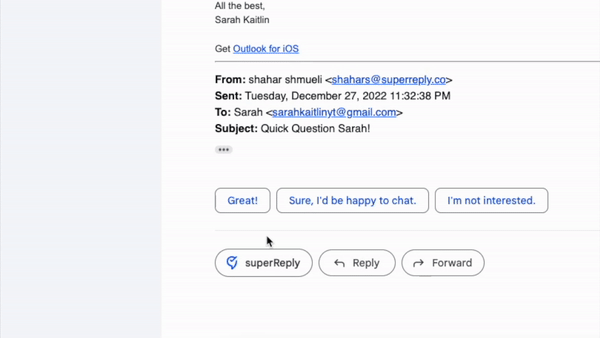 All the best,
Sarah Kaitlin
Get Outlook for iOS
From: shahar shmueli <shahars@superreply.co>
Sent: Tuesday, December 27, 2022 11:32:38 PM
To: Sarah <sarahkaitlinyt@gmail.com>
Subject: Quick Question Sarah!
•••
Great! Sure, I'd be happy to chat. I'm not interested.
superReply Reply Forward